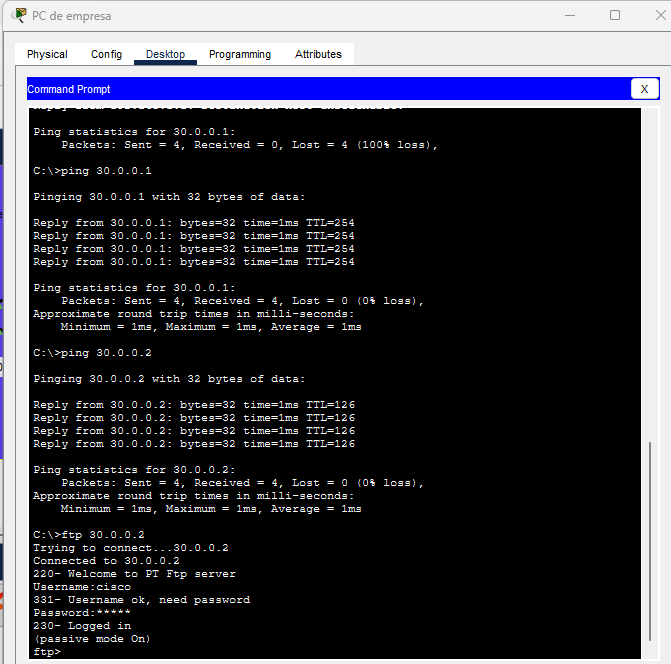 PC de empresa
Physical Config Desktop Programming Attributes
Command Prompt X
Ping statistics for 30.0.0.1:
Packets: Sent = 4, Received = 0, Lost = 4 (100% loss),
C:\>ping 30.0.0.1
Pinging 30.0.0.1 with 32 bytes of data:
Reply from 30.0.0.1: bytes=32 time=1ms TTL=254
Reply from 30.0.0.1: bytes=32 time=1ms TTL=254
Reply from 30.0.0.1: bytes=32 time=1ms TTL=254
Reply from 30.0.0.1: bytes=32 time=1ms TTL=254
Ping statistics for 30.0.0.1:
Packets: Sent = 4, Received = 4, Lost = 0 (0% loss),
Approximate round trip times in milli-seconds:
Minimum = 1ms, Maximum = 1ms, Average = 1ms
C:\>ping 30.0.0.2
Pinging 30.0.0.2 with 32 bytes of data:
Reply from 30.0.0.2: bytes=32 time=1ms TTL=126
Reply from 30.0.0.2: bytes=32 time=1ms TTL=126
Reply from 30.0.0.2: bytes=32 time=1ms TTL=126
Reply from 30.0.0.2: bytes=32 time=1ms TTL=126
Ping statistics for 30.0.0.2:
Packets: Sent = 4, Received = 4, Lost = 0 (0% loss),
Approximate round trip times in milli-seconds:
Minimum = 1ms, Maximum = 1ms, Average = 1ms
C:\>ftp 30.0.0.2
Trying to connect...30.0.0.2
Connected to 30.0.0.2
220- Welcome to PT Ftp server
Username:cisco
331- Username ok, need password
Password:*****
230- Logged in
(passive mode On)
ftp>